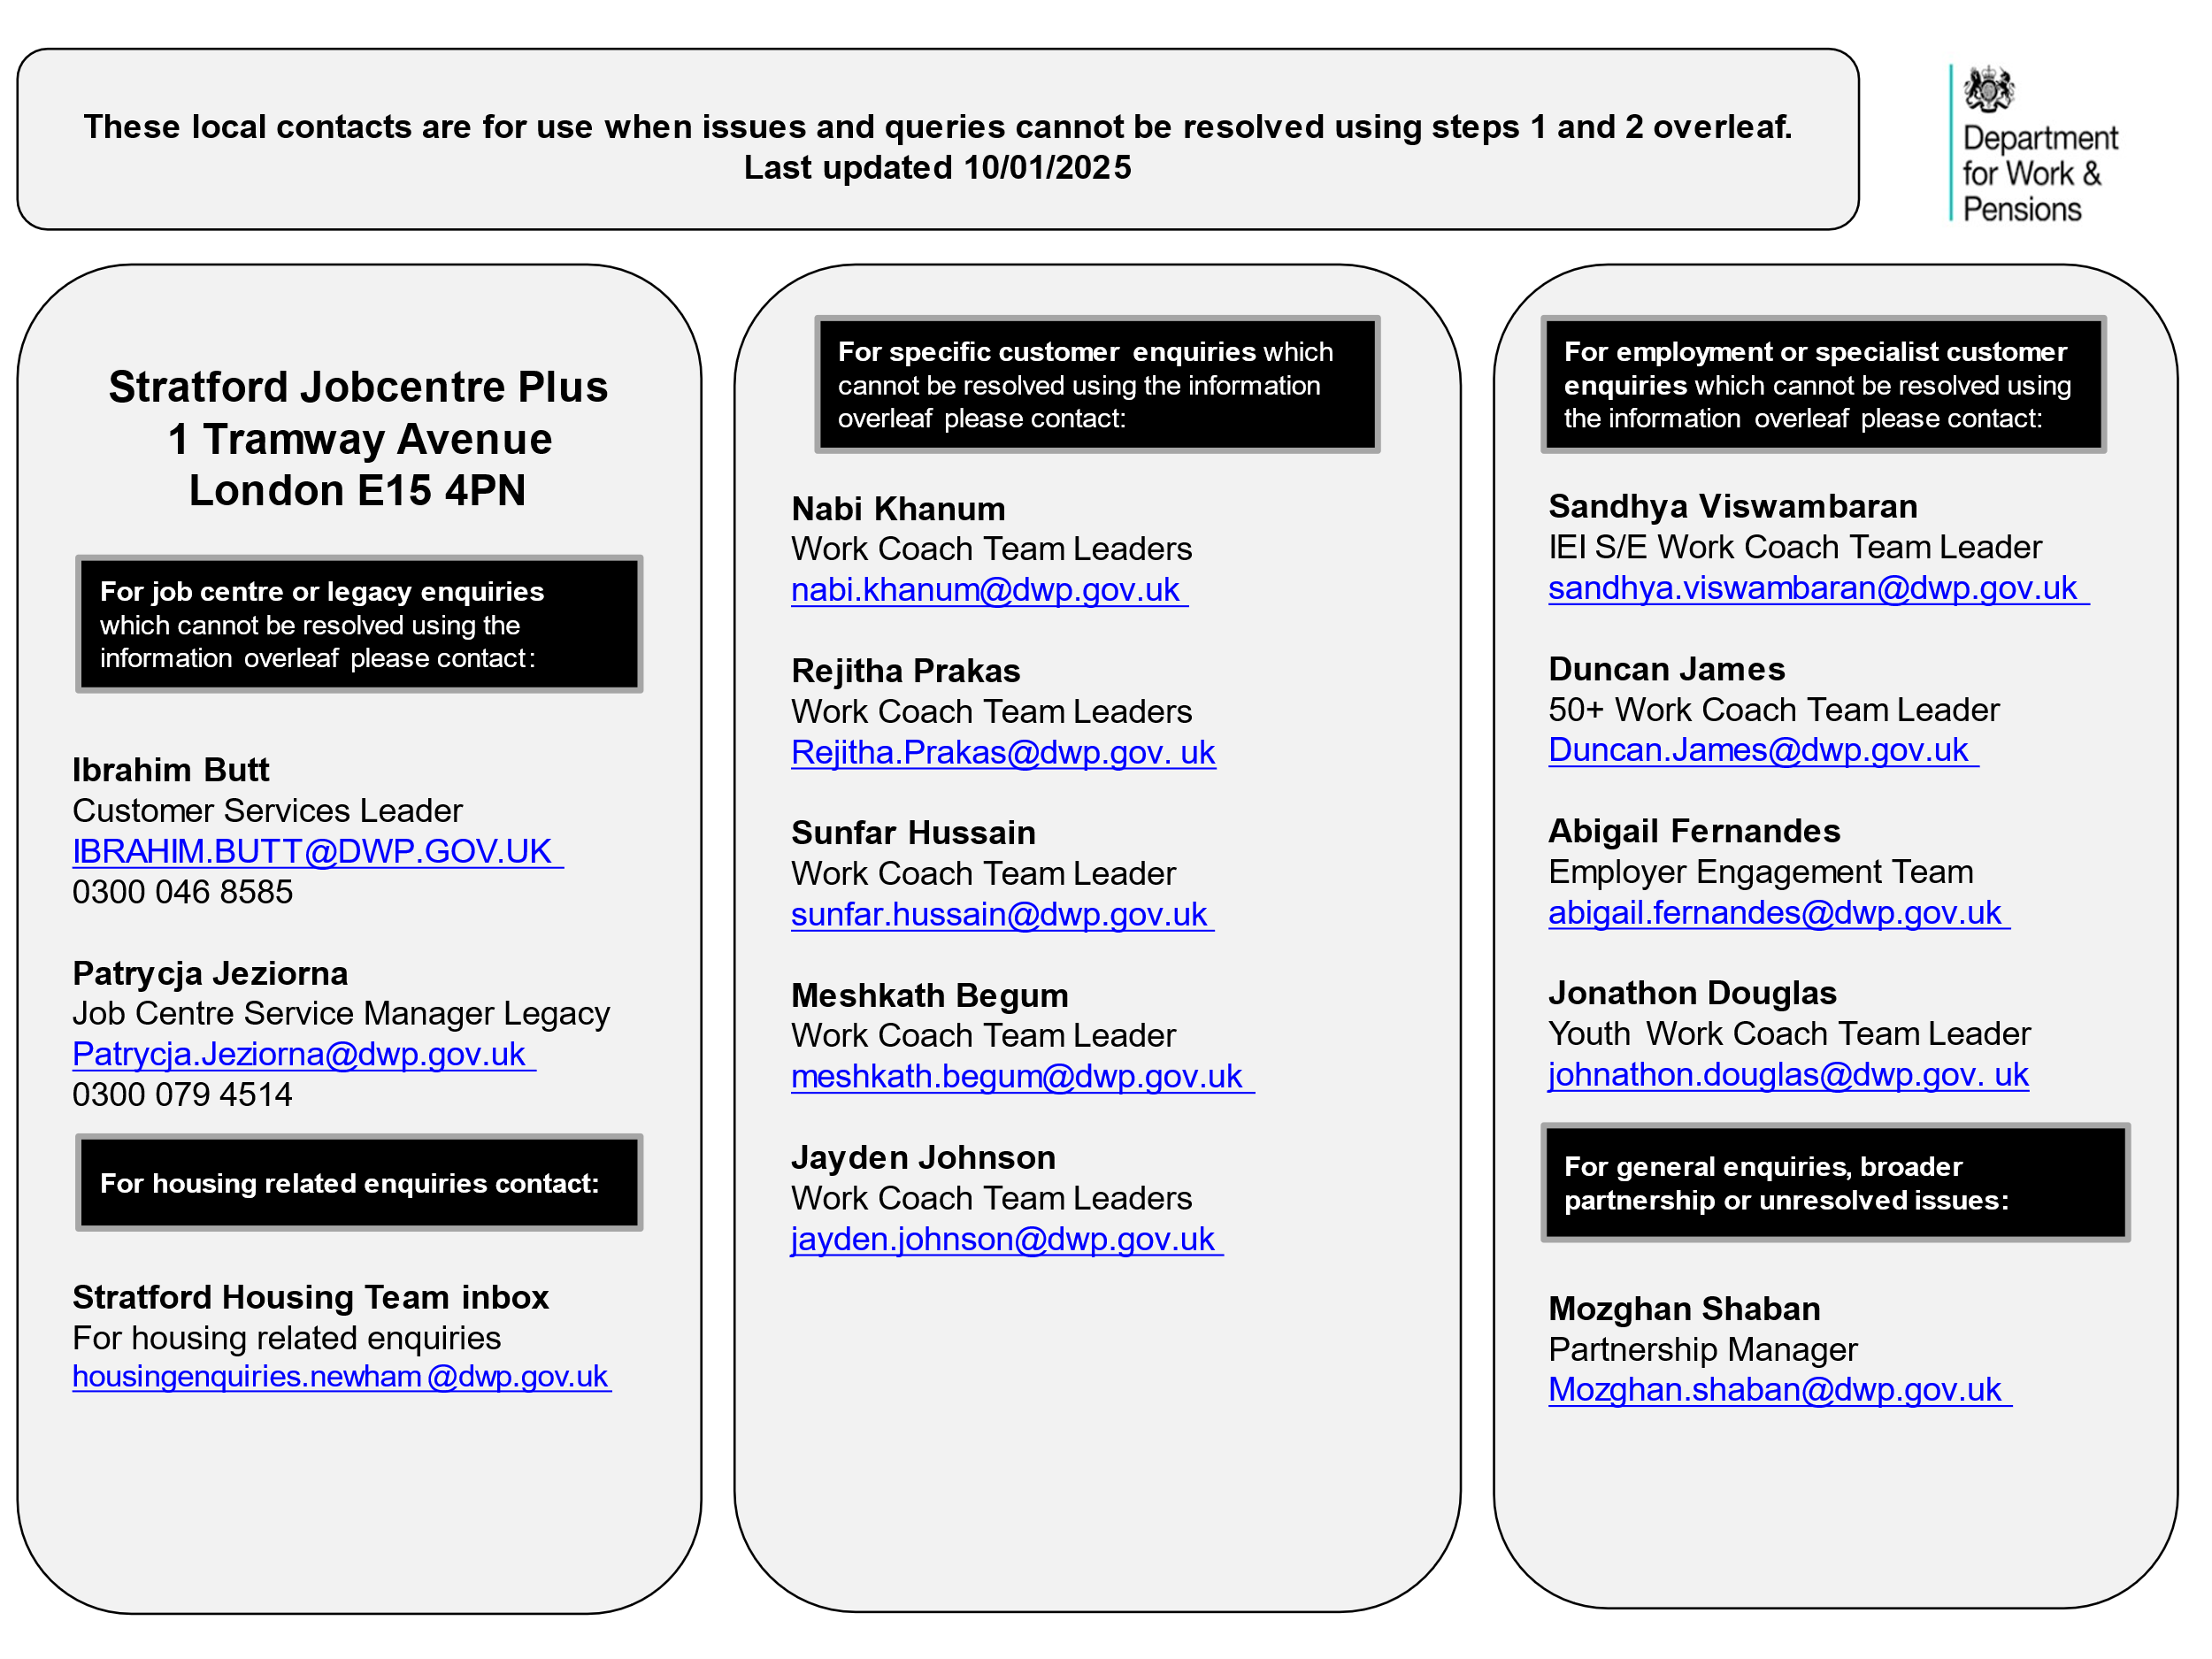 These local contacts are for use when issues and queries cannot be resolved using steps 1 and 2 overleaf.
Last updated 10/01/2025
Department
for Work &
Pensions
Stratford Jobcentre Plus
1 Tramway Avenue
London E15 4PN
For job centre or legacy enquiries
which cannot be resolved using the
information overleaf please contact:
Ibrahim Butt
Customer Services Leader
IBRAHIM.BUTT@DWP.GOV.UK
0300 046 8585
Patrycja Jeziorna
Job Centre Service Manager Legacy
Patrycja.Jeziorna@dwp.gov.uk
0300 079 4514
For housing related enquiries contact:
Stratford Housing Team inbox
For housing related enquiries
housingenquiries.newham@dwp.gov.uk
For specific customer enquiries which
cannot be resolved using the information
overleaf please contact:
Nabi Khanum
Work Coach Team Leaders
nabi.khanum@dwp.gov.uk
Rejitha Prakas
Work Coach Team Leaders
Rejitha.Prakas@dwp.gov. uk
Sunfar Hussain
Work Coach Team Leader
sunfar.hussain@dwp.gov.uk
Meshkath Begum
Work Coach Team Leader
meshkath.begum@dwp.gov.uk
Jayden Johnson
Work Coach Team Leaders
jayden.johnson@dwp.gov.uk
For employment or specialist customer
enquiries which cannot be resolved using
the information overleaf please contact:
Sandhya Viswambaran
IEI S/E Work Coach Team Leader
sandhya.viswambaran@dwp.gov.uk
Duncan James
50+ Work Coach Team Leader
Duncan.James@dwp.gov.uk
Abigail Fernandes
Employer Engagement Team
abigail.fernandes@dwp.gov.uk
Jonathon Douglas
Youth Work Coach Team Leader
johnathon.douglas@dwp.gov. uk
For general enquiries, broader
partnership or unresolved issues:
Mozghan Shaban
Partnership Manager
Mozghan.shaban@dwp.gov.uk